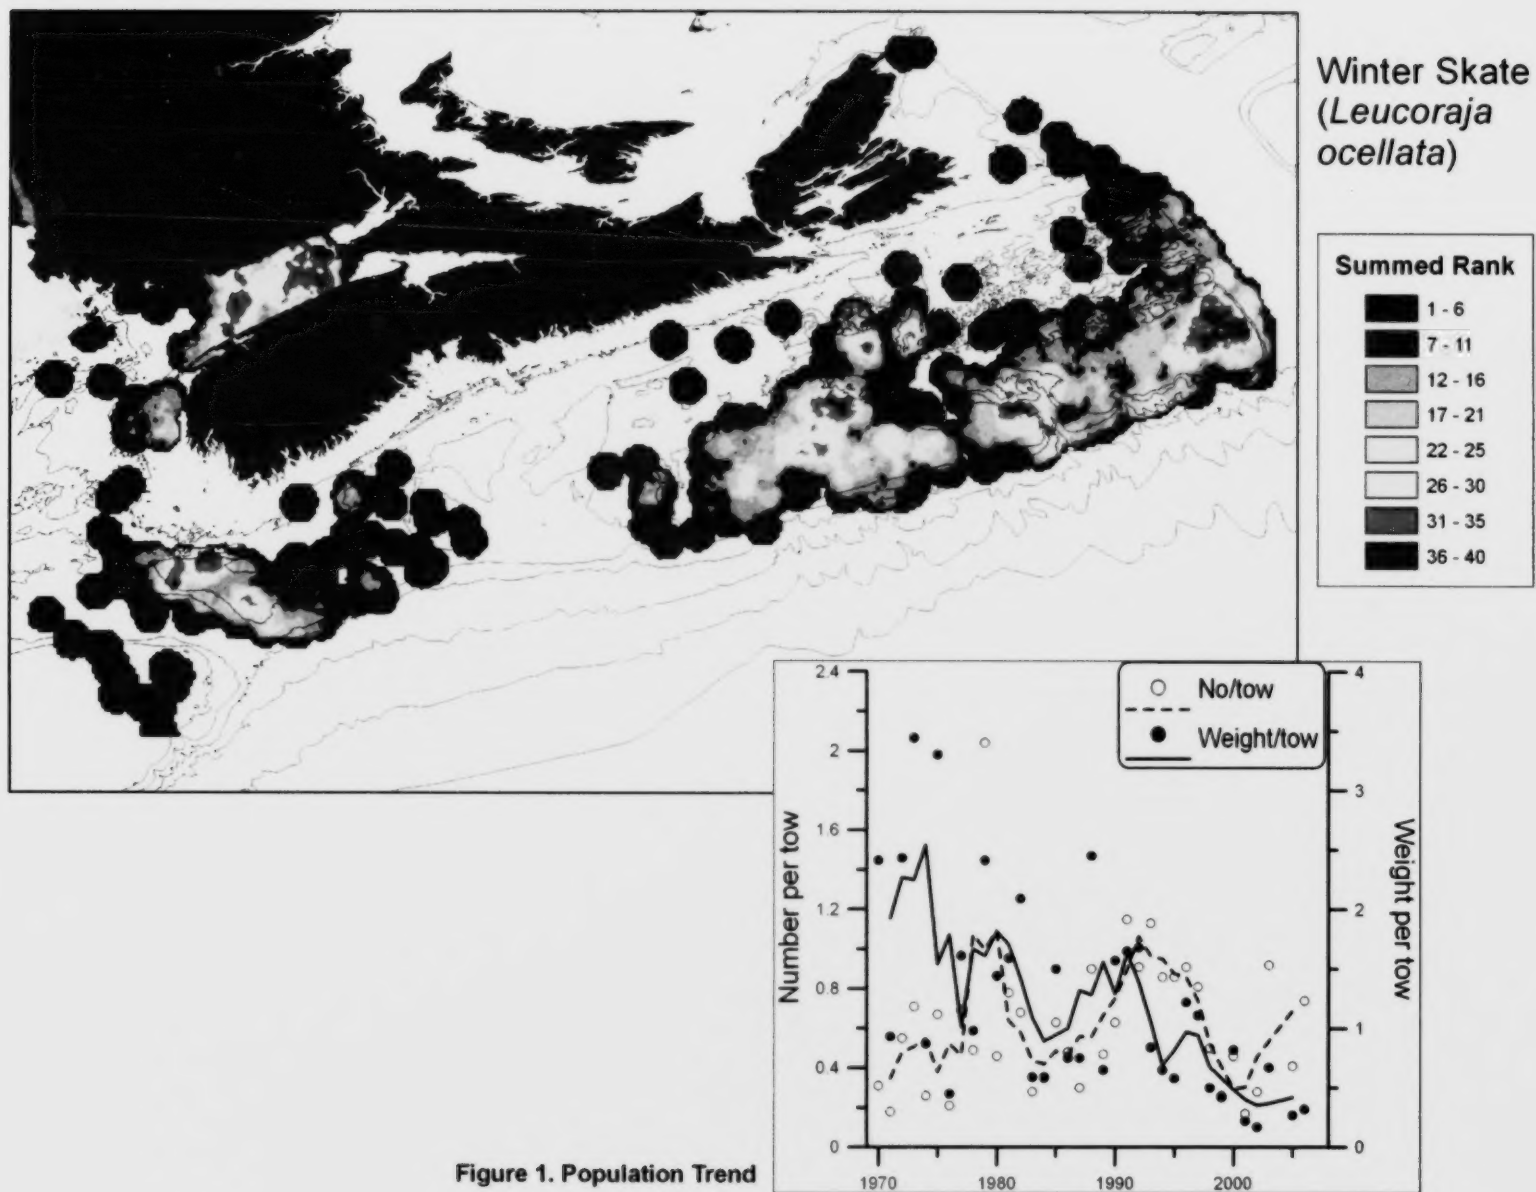 Winter Skate
(Leucoraja
ocellata)
Summed Rank
1 - 6
7 - 11
12 - 16
17 - 21
22 - 25
26 - 30
31 - 35
36 - 40
No/tow
Weight/tow
Number per tow
2.4
2
1.6
1.2
0.8
0.4
0
Weight per tow
4
3
2
1
0
1970
1980
1990
2000
Figure 1. Population Trend